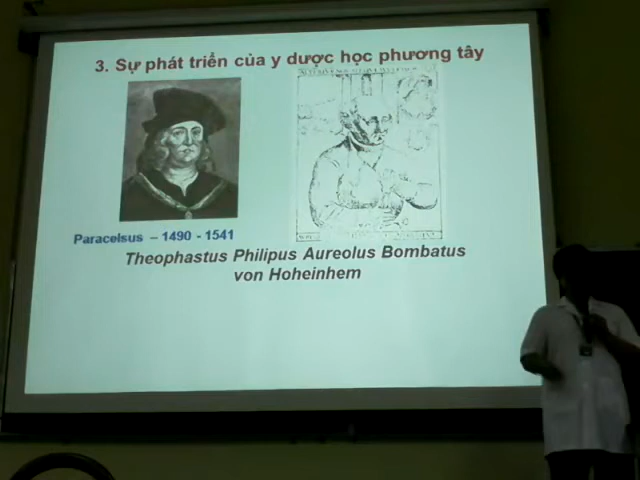 3. Sự phát triển của y dược học phương tây
Paracelsus – 1490 - 1541
Theophastus Philipus Aureolus Bombatus
von Hoheinhem